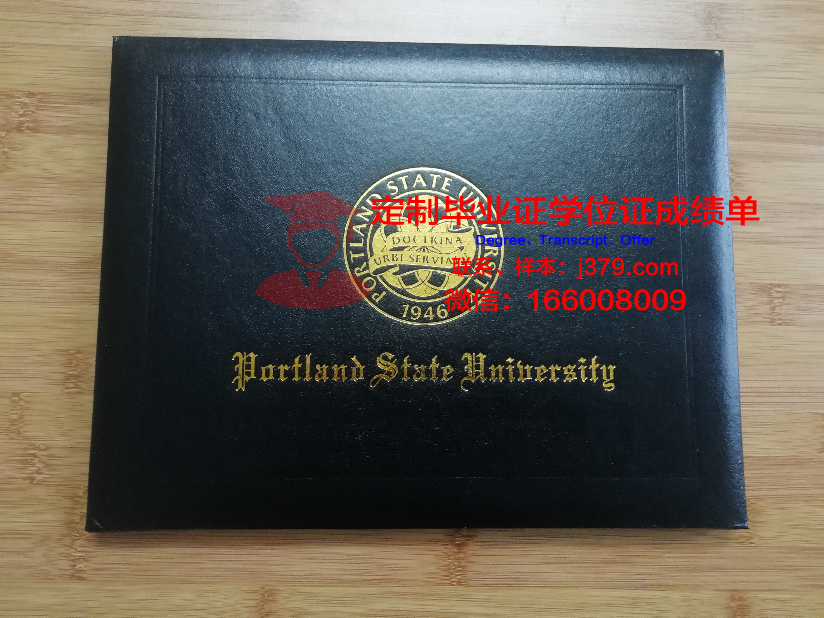 PORTLAND STATE UNIVERSITY
DOCTRINA
URBI SERVIAT
1946
定制毕业证学位证成绩单
Degree、Transcript、Offer
联系、样本：j379.com
微信：166008009
Portland State University